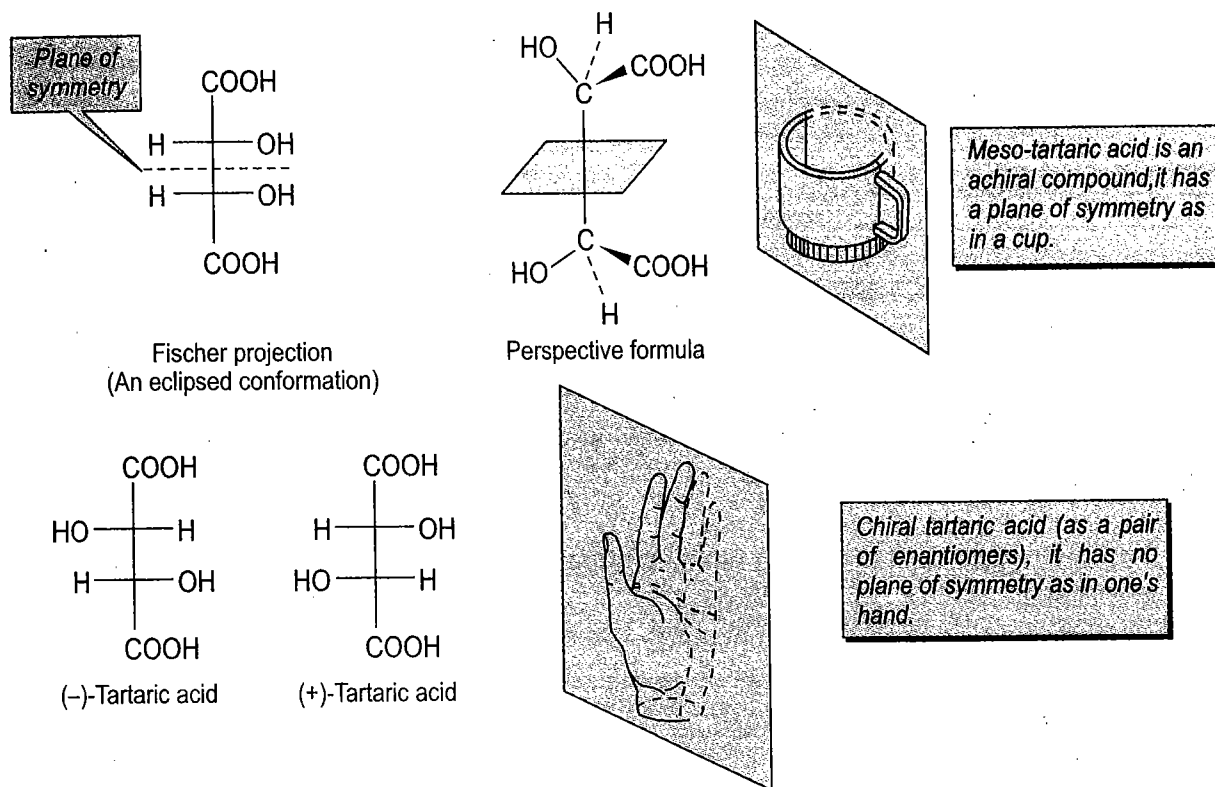 Plane of
symmetry
COOH
H
OH
H
OH
COOH
Fischer projection
(An eclipsed conformation)
H
HO
COOH
C
C
HO
COOH
H
Perspective formula
Meso-tartaric acid is an
achiral compound,it has
a plane of symmetry as
in a cup.
COOH
HO
H
H
OH
COOH
(–)-Tartaric acid
COOH
H
OH
HO
H
COOH
(+)-Tartaric acid
Chiral tartaric acid (as a pair
of enantiomers), it has no
plane of symmetry as in one's
hand.